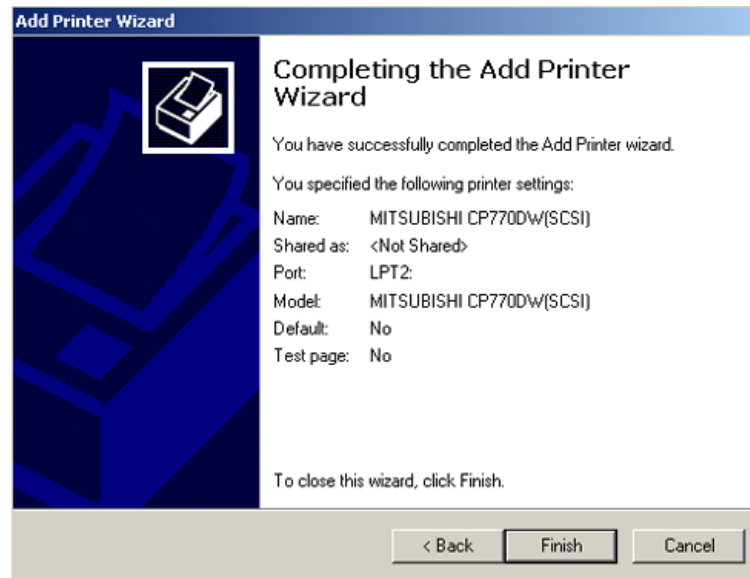 Add Printer Wizard
Completing the Add Printer
Wizard
You have successfully completed the Add Printer wizard.
You specified the following printer settings:
Name: MITSUBISHI CP770DW(SCSI)
Shared as: <Not Shared>
Port: LPT2:
Model: MITSUBISHI CP770DW(SCSI)
Default: No
Test page: No
To close this wizard, click Finish.
< Back Finish Cancel